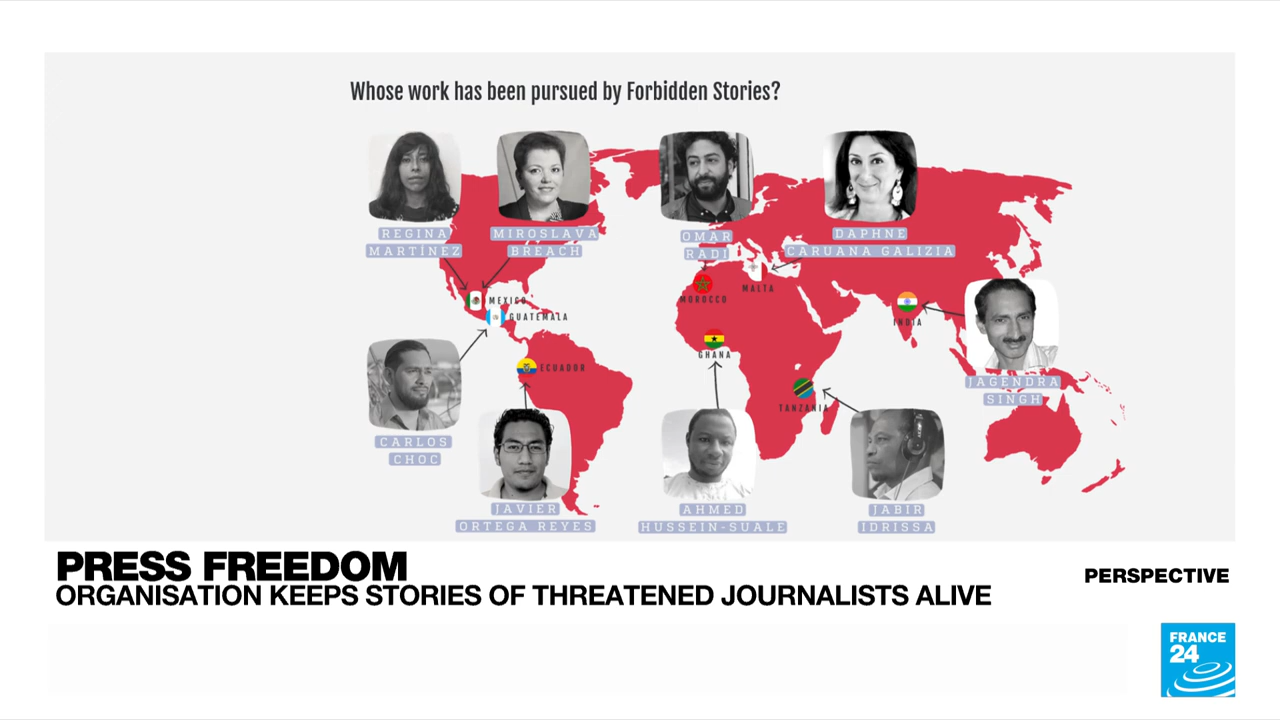 Whose work has been pursued by Forbidden Stories?
REGINA
MARTÍNEZ
MIROSLAVA
BREACH
OMAR
RADI
DAPHNE
CARUANA GALIZIA
MEXICO
GUATEMALA
MOROCCO
MALTA
INDIA
GHANA
ECUADOR
TANZANIA
JAGENDRA
SINGH
CARLOS
CHOC
JAVIER
ORTEGA REYES
AHMED
HUSSEIN-SUALE
JABIR
IDRISSA
PRESS FREEDOM
ORGANISATION KEEPS STORIES OF THREATENED JOURNALISTS ALIVE
PERSPECTIVE
FRANCE
24